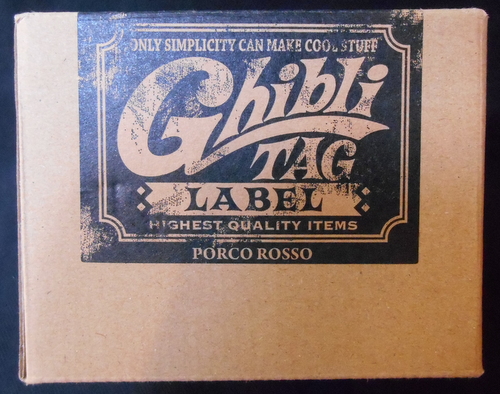 ONLY SIMPLICITY CAN MAKE COOL STUFF
Ghibli
TAG
LABEL
HIGHEST QUALITY ITEMS
PORCO ROSSO